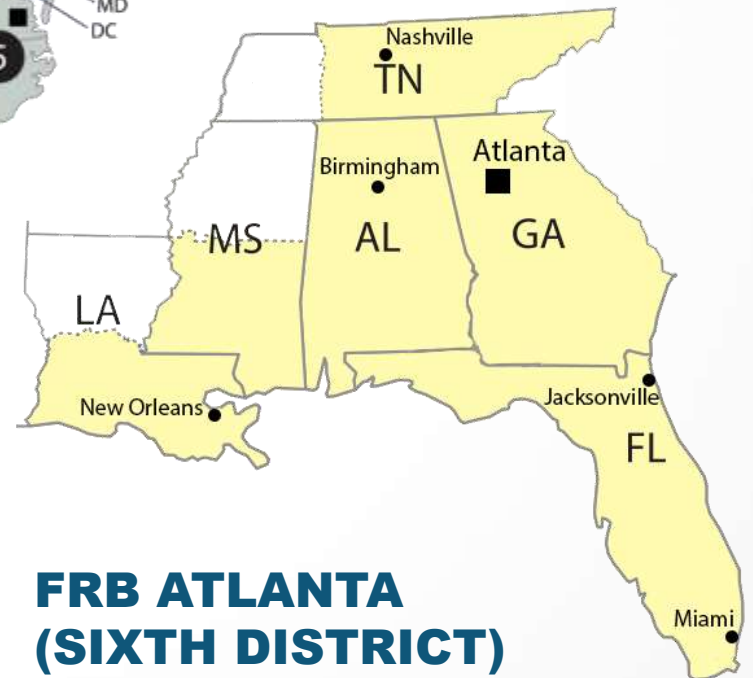 MD
DC
5
Nashville
TN
Birmingham
Atlanta
MS
AL
GA
LA
New Orleans
Jacksonville
FL
Miami
FRB ATLANTA
(SIXTH DISTRICT)